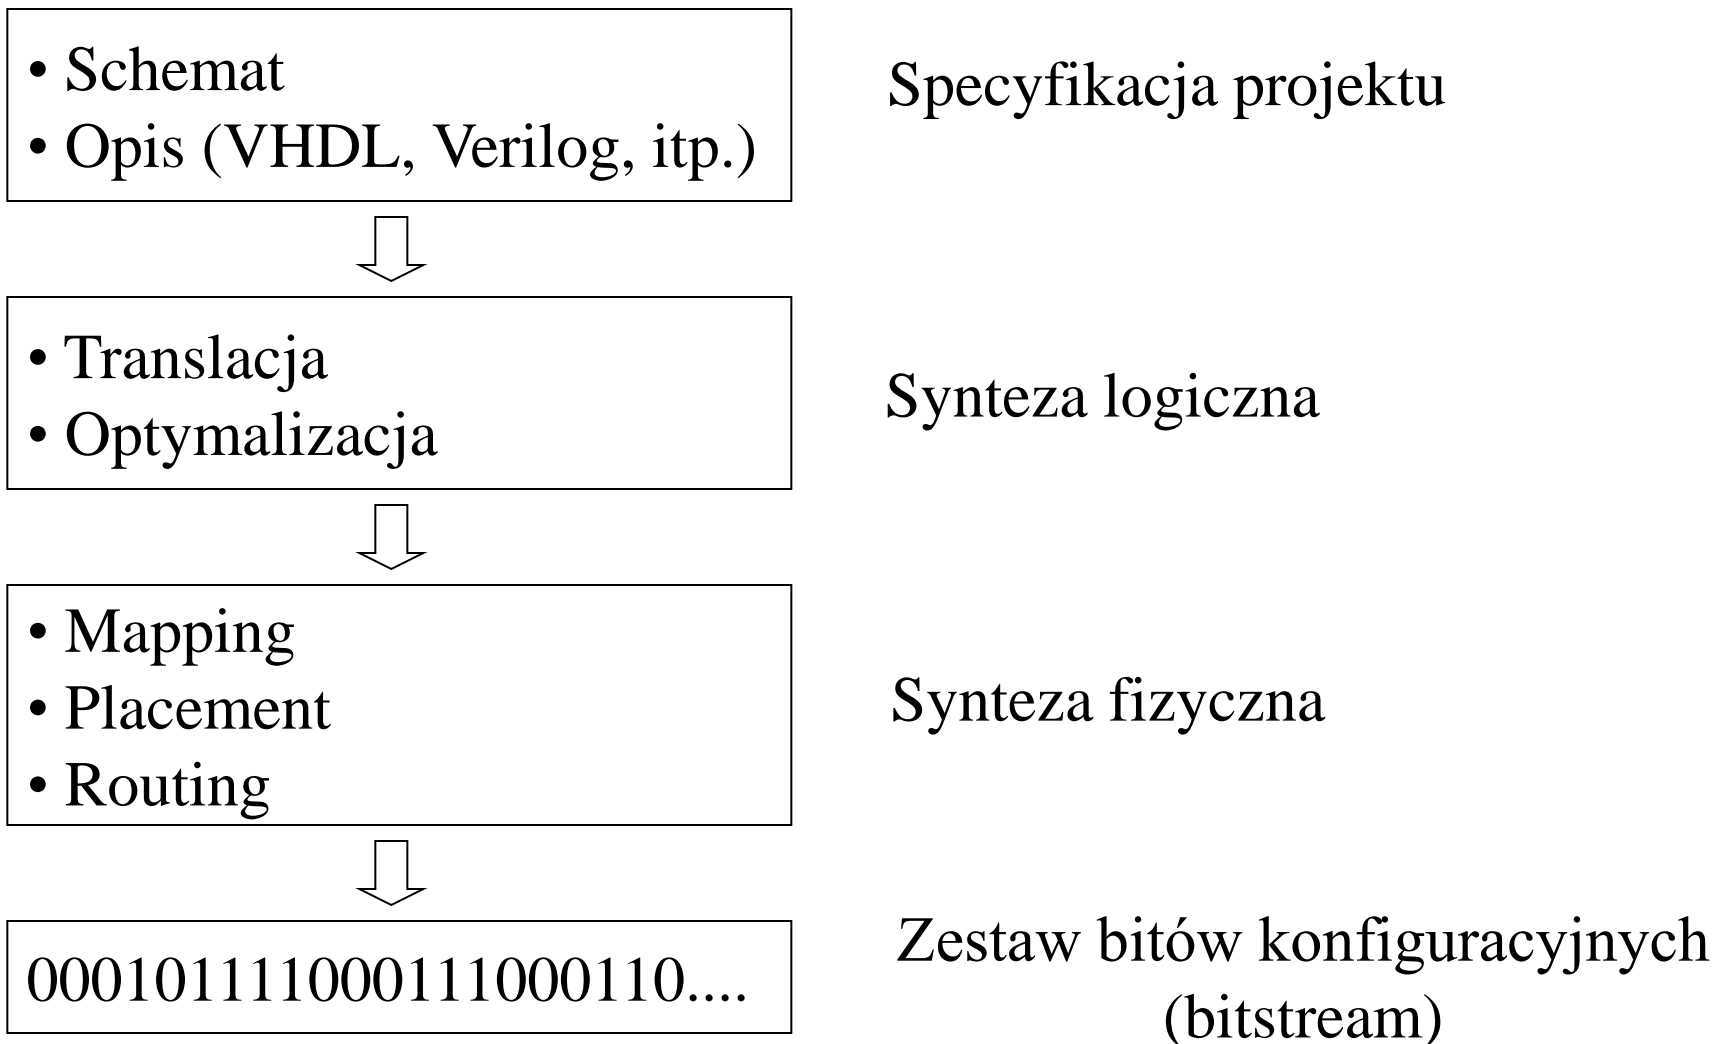 • Schemat
• Opis (VHDL, Verilog, itp.)
Specyfikacja projektu
• Translacja
• Optymalizacja
Synteza logiczna
• Mapping
• Placement
• Routing
Synteza fizyczna
000101111000111000110....
Zestaw bitów konfiguracyjnych
(bitstream)